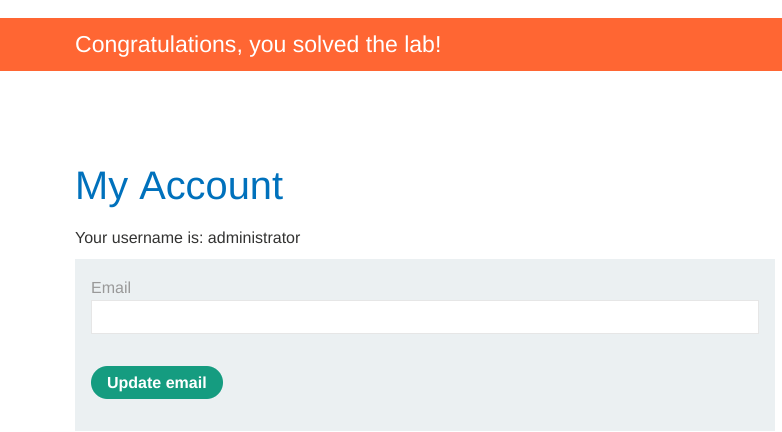 Congratulations, you solved the lab!
My Account
Your username is: administrator
Email
Update email